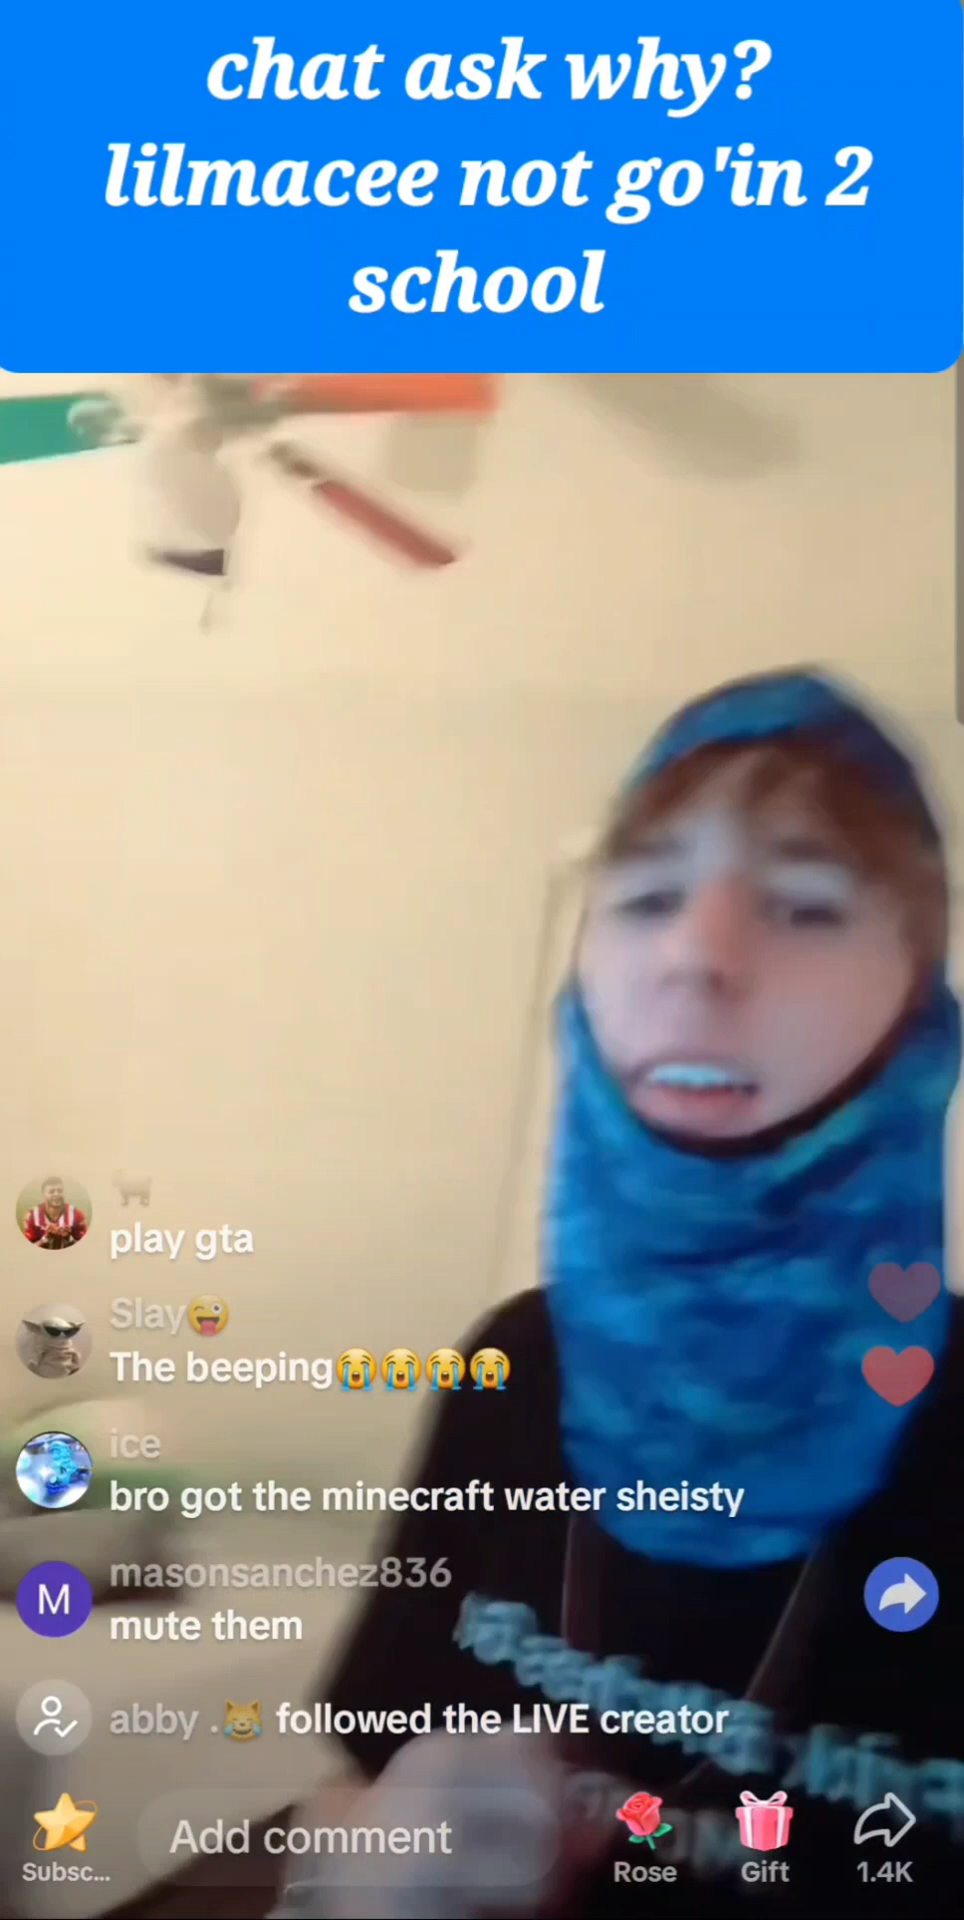 chat ask why?
lilmacee not go'in 2
school
play gta
Slay😜
The beeping😭😭😭😭
ice
bro got the minecraft water sheisty
masonsanchez836
M
mute them
abby .😹 followed the LIVE creator
Subsc...
Add comment
Rose
Gift
1.4K